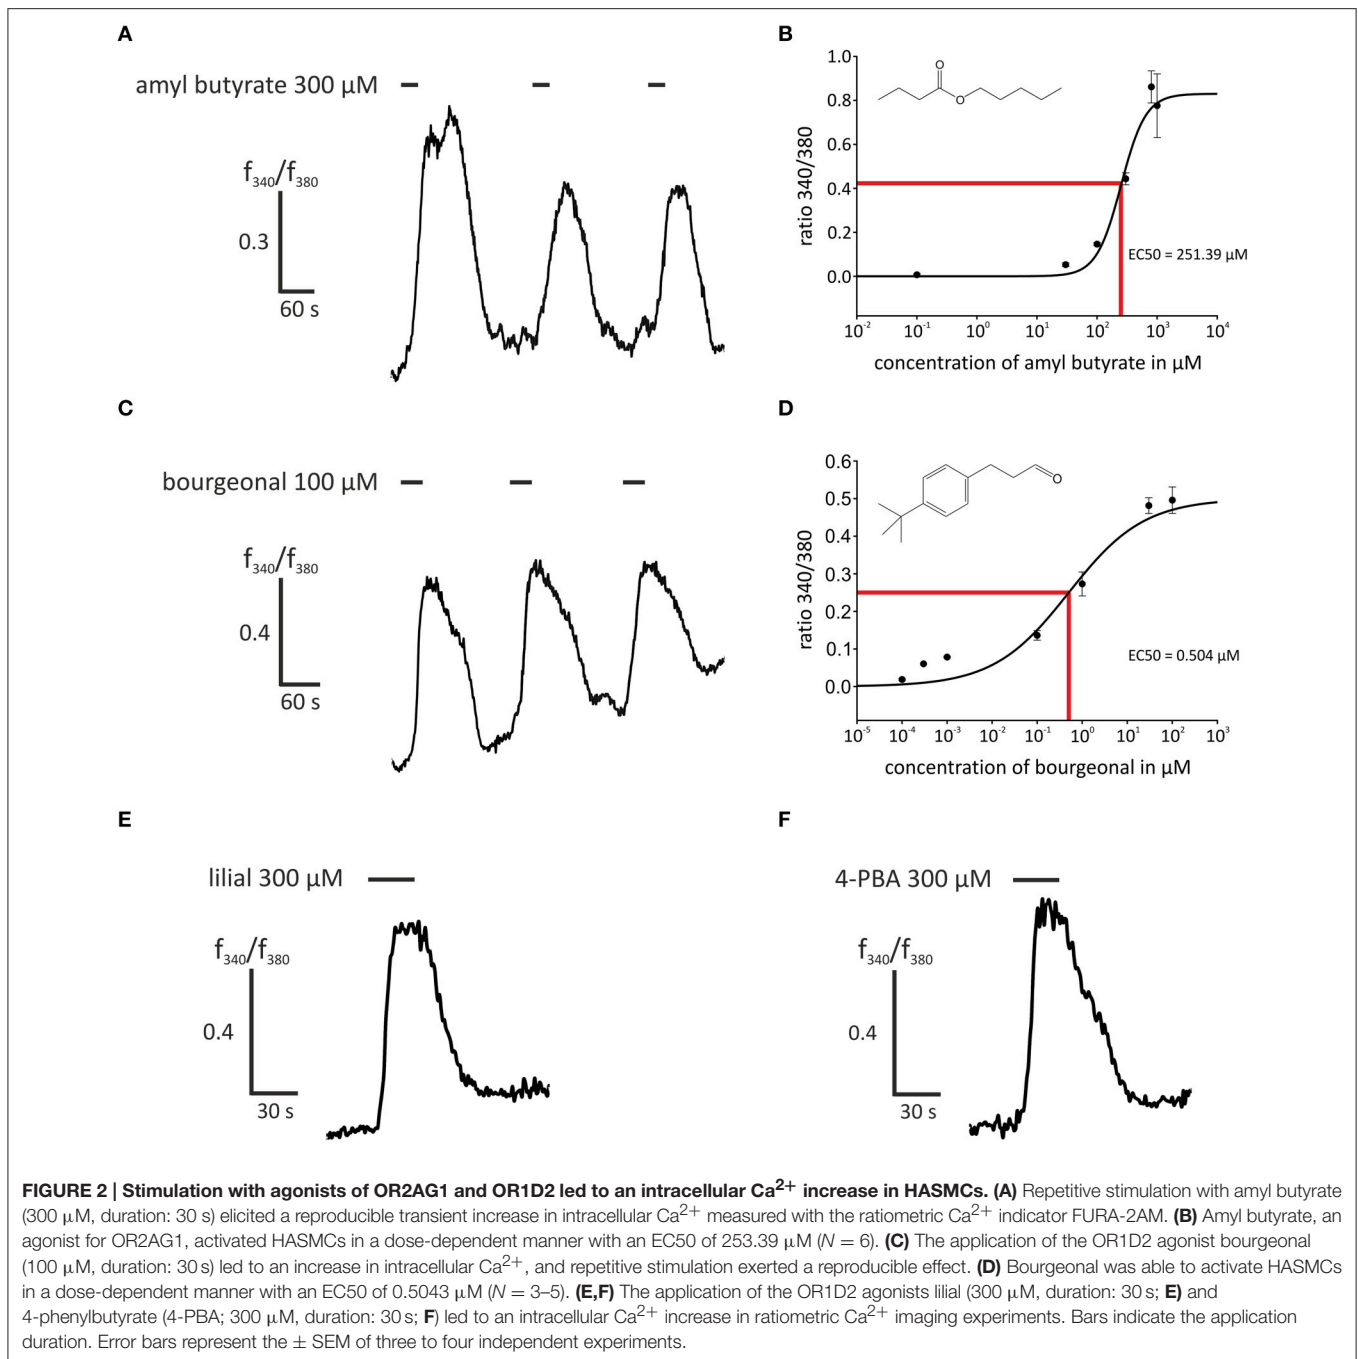 A
amyl butyrate 300 µM
f340/f380
0.3
60 s
B
1.0
0.8
0.6
0.4
0.2
0.0
ratio 340/380
O
O
EC50 = 251.39 µM
10-2 10-1 100 101 102 103 104
concentration of amyl butyrate in µM
C
bourgeonal 100 µM
f340/f380
0.4
60 s
D
0.6
0.5
0.4
0.3
0.2
0.1
0.0
ratio 340/380
O
EC50 = 0.504 µM
10-5 10-4 10-3 10-2 10-1 100 101 102 103
concentration of bourgeonal in µM
E
lilial 300 µM
f340/f380
0.4
30 s
F
4-PBA 300 µM
f340/f380
0.4
30 s
FIGURE 2 | Stimulation with agonists of OR2AG1 and OR1D2 led to an intracellular Ca2+ increase in HASMCs. (A) Repetitive stimulation with amyl butyrate
(300 µM, duration: 30 s) elicited a reproducible transient increase in intracellular Ca2+ measured with the ratiometric Ca2+ indicator FURA-2AM. (B) Amyl butyrate, an
agonist for OR2AG1, activated HASMCs in a dose-dependent manner with an EC50 of 253.39 µM (N = 6). (C) The application of the OR1D2 agonist bourgeonal
(100 µM, duration: 30 s) led to an increase in intracellular Ca2+, and repetitive stimulation exerted a reproducible effect. (D) Bourgeonal was able to activate HASMCs
in a dose-dependent manner with an EC50 of 0.5043 µM (N = 3–5). (E,F) The application of the OR1D2 agonists lilial (300 µM, duration: 30 s; E) and
4-phenylbutyrate (4-PBA; 300 µM, duration: 30 s; F) led to an intracellular Ca2+ increase in ratiometric Ca2+ imaging experiments. Bars indicate the application
duration. Error bars represent the ± SEM of three to four independent experiments.